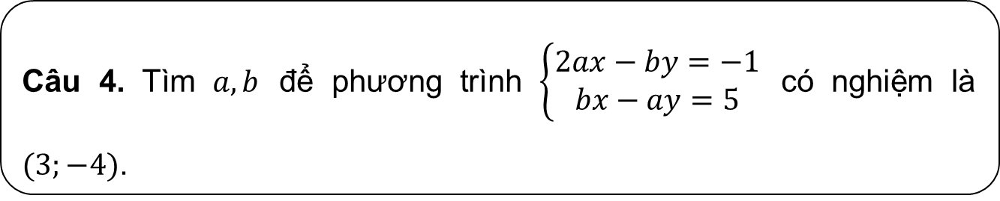 Câu 4. Tìm a, b để phương trình {2ax − by = −1
bx − ay = 5 có nghiệm là
(3; −4).